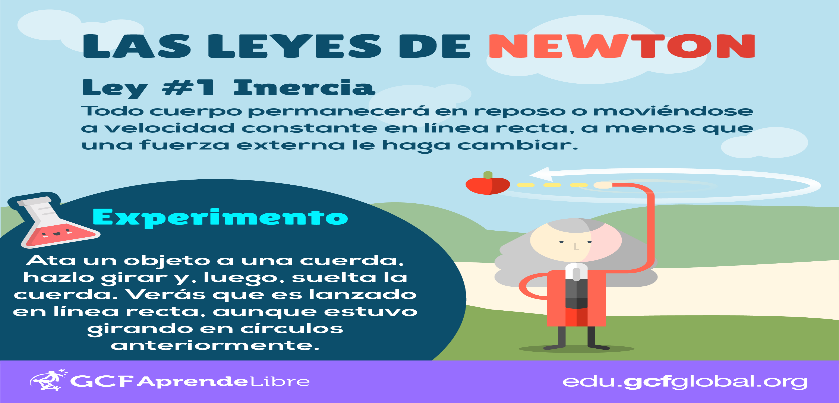 LAS LEYES DE NEWTON
Ley #1 Inercia
Todo cuerpo permanecerá en reposo o moviéndose
a velocidad constante en línea recta, a menos que
una fuerza externa le haga cambiar.
Experimento
Ata un objeto a una cuerda,
hazlo girar y, luego, suelta la
cuerda. Verás que es lanzado
en línea recta, aunque estuvo
girando en círculos
anteriormente.
GCFAprendeLibre
edu.gcfglobal.org